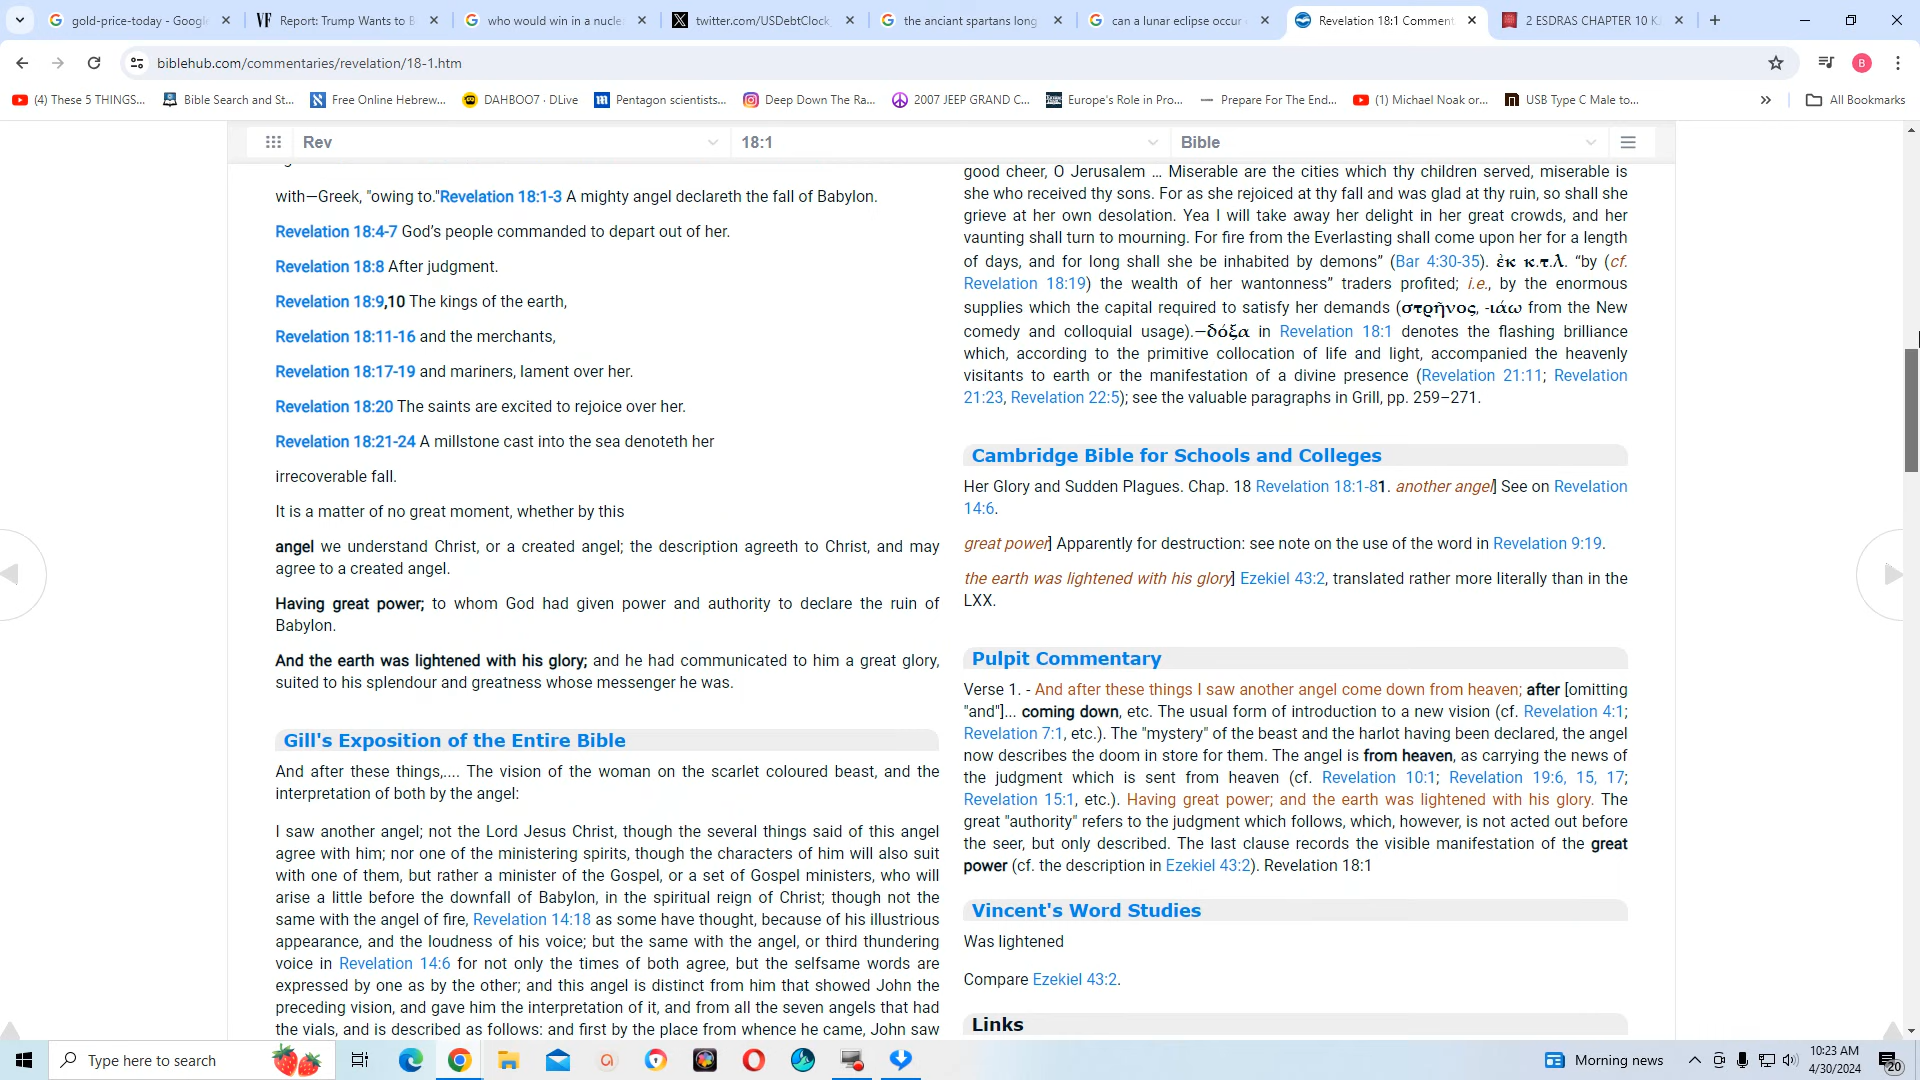 gold-price-today - Google
Report: Trump Wants to B
who would win in a nucle
twitter.com/USDebtClock
the anciant spartans long
can a lunar eclipse occur
Revelation 18:1 Comment
2 ESDRAS CHAPTER 10 K
biblehub.com/commentaries/revelation/18-1.htm
(4) These 5 THINGS...
Bible Search and St...
Free Online Hebrew...
DAHBOO7 · DLive
Pentagon scientists...
Deep Down The Ra...
2007 JEEP GRAND C...
Europe's Role in Pro...
Prepare For The End...
(1) Michael Noak or...
USB Type C Male to...
All Bookmarks
Rev
18:1
Bible
with—Greek, "owing to."Revelation 18:1-3 A mighty angel declareth the fall of Babylon.
Revelation 18:4-7 God's people commanded to depart out of her.
Revelation 18:8 After judgment.
Revelation 18:9,10 The kings of the earth,
Revelation 18:11-16 and the merchants,
Revelation 18:17-19 and mariners, lament over her.
Revelation 18:20 The saints are excited to rejoice over her.
Revelation 18:21-24 A millstone cast into the sea denoteth her
irrecoverable fall.
It is a matter of no great moment, whether by this
angel we understand Christ, or a created angel; the description agreeth to Christ, and may
agree to a created angel.
Having great power; to whom God had given power and authority to declare the ruin of
Babylon.
And the earth was lightened with his glory; and he had communicated to him a great glory,
suited to his splendour and greatness whose messenger he was.
Gill's Exposition of the Entire Bible
And after these things,.... The vision of the woman on the scarlet coloured beast, and the
interpretation of both by the angel:
I saw another angel; not the Lord Jesus Christ, though the several things said of this angel
agree with him; nor one of the ministering spirits, though the characters of him will also suit
with one of them, but rather a minister of the Gospel, or a set of Gospel ministers, who will
arise a little before the downfall of Babylon, in the spiritual reign of Christ; though not the
same with the angel of fire, Revelation 14:18 as some have thought, because of his illustrious
appearance, and the loudness of his voice; but the same with the angel, or third thundering
voice in Revelation 14:6 for not only the times of both agree, but the selfsame words are
expressed by one as by the other; and this angel is distinct from him that showed John the
preceding vision, and gave him the interpretation of it, and from all the seven angels that had
the vials, and is described as follows: and first by the place from whence he came, John saw
good cheer, O Jerusalem … Miserable are the cities which thy children served, miserable is
she who received thy sons. For as she rejoiced at thy fall and was glad at thy ruin, so shall she
grieve at her own desolation. Yea I will take away her delight in her great crowds, and her
vaunting shall turn to mourning. For fire from the Everlasting shall come upon her for a length
of days, and for long shall she be inhabited by demons” (Bar 4:30-35). ἐκ κ.τ.λ. “by (cf.
Revelation 18:19) the wealth of her wantonness” traders profited; i.e., by the enormous
supplies which the capital required to satisfy her demands (στρῆνος, -ιάω from the New
comedy and colloquial usage).—δόξα in Revelation 18:1 denotes the flashing brilliance
which, according to the primitive collocation of life and light, accompanied the heavenly
visitants to earth or the manifestation of a divine presence (Revelation 21:11; Revelation
21:23, Revelation 22:5); see the valuable paragraphs in Grill, pp. 259–271.
Cambridge Bible for Schools and Colleges
Her Glory and Sudden Plagues. Chap. 18 Revelation 18:1-81. another angel] See on Revelation
14:6.
great power] Apparently for destruction: see note on the use of the word in Revelation 9:19.
the earth was lightened with his glory] Ezekiel 43:2, translated rather more literally than in the
LXX.
Pulpit Commentary
Verse 1. - And after these things I saw another angel come down from heaven; after [omitting
"and"]... coming down, etc. The usual form of introduction to a new vision (cf. Revelation 4:1;
Revelation 7:1, etc.). The "mystery" of the beast and the harlot having been declared, the angel
now describes the doom in store for them. The angel is from heaven, as carrying the news of
the judgment which is sent from heaven (cf. Revelation 10:1; Revelation 19:6, 15, 17;
Revelation 15:1, etc.). Having great power; and the earth was lightened with his glory. The
great "authority" refers to the judgment which follows, which, however, is not acted out before
the seer, but only described. The last clause records the visible manifestation of the great
power (cf. the description in Ezekiel 43:2). Revelation 18:1
Vincent's Word Studies
Was lightened
Compare Ezekiel 43:2.
Links
Type here to search
Morning news
10:23 AM
4/30/2024
20